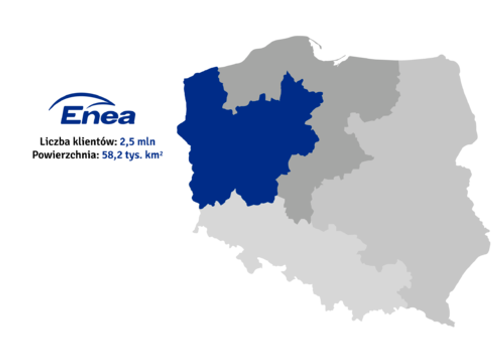 Enea
Liczba klientów: 2,5 mln
Powierzchnia: 58,2 tys. km²